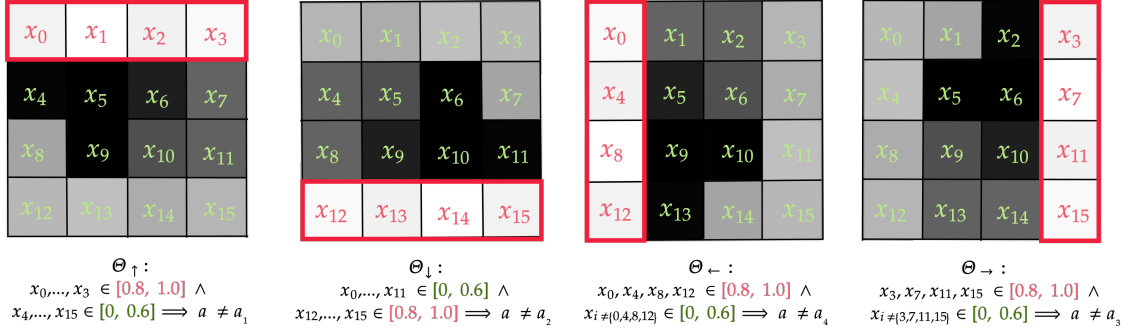 x₀ x₁ x₂ x₃
x₄ x₅ x₆ x₇
x₈ x₉ x₁₀ x₁₁
x₁₂ x₁₃ x₁₄ x₁₅
Θ↑ :
x₀,..., x₃ ∈ [0.8, 1.0] ∧
x₄,..., x₁₅ ∈ [0, 0.6] ⟹ a ≠ a₁
x₀ x₁ x₂ x₃
x₄ x₅ x₆ x₇
x₈ x₉ x₁₀ x₁₁
x₁₂ x₁₃ x₁₄ x₁₅
Θ↓ :
x₀,..., x₁₁ ∈ [0, 0.6] ∧
x₁₂,..., x₁₅ ∈ [0.8, 1.0] ⟹ a ≠ a₂
x₀ x₁ x₂ x₃
x₄ x₅ x₆ x₇
x₈ x₉ x₁₀ x₁₁
x₁₂ x₁₃ x₁₄ x₁₅
Θ← :
x₀, x₄, x₈, x₁₂ ∈ [0.8, 1.0] ∧
x_{i≠{0,4,8,12}} ∈ [0, 0.6] ⟹ a ≠ a₄
x₀ x₁ x₂ x₃
x₄ x₅ x₆ x₇
x₈ x₉ x₁₀ x₁₁
x₁₂ x₁₃ x₁₄ x₁₅
Θ→ :
x₃, x₇, x₁₁, x₁₅ ∈ [0.8, 1.0] ∧
x_{i≠{3,7,11,15}} ∈ [0, 0.6] ⟹ a ≠ a₃